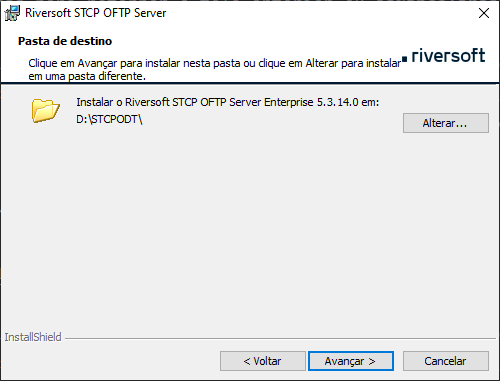 Riversoft STCP OFTP Server
Pasta de destino
Clique em Avançar para instalar nesta pasta ou clique em Alterar para instalar
em uma pasta diferente.
riversoft
Instalar o Riversoft STCP OFTP Server Enterprise 5.3.14.0 em:
D:\STCPODT\
Alterar...
InstallShield
< Voltar
Avançar >
Cancelar